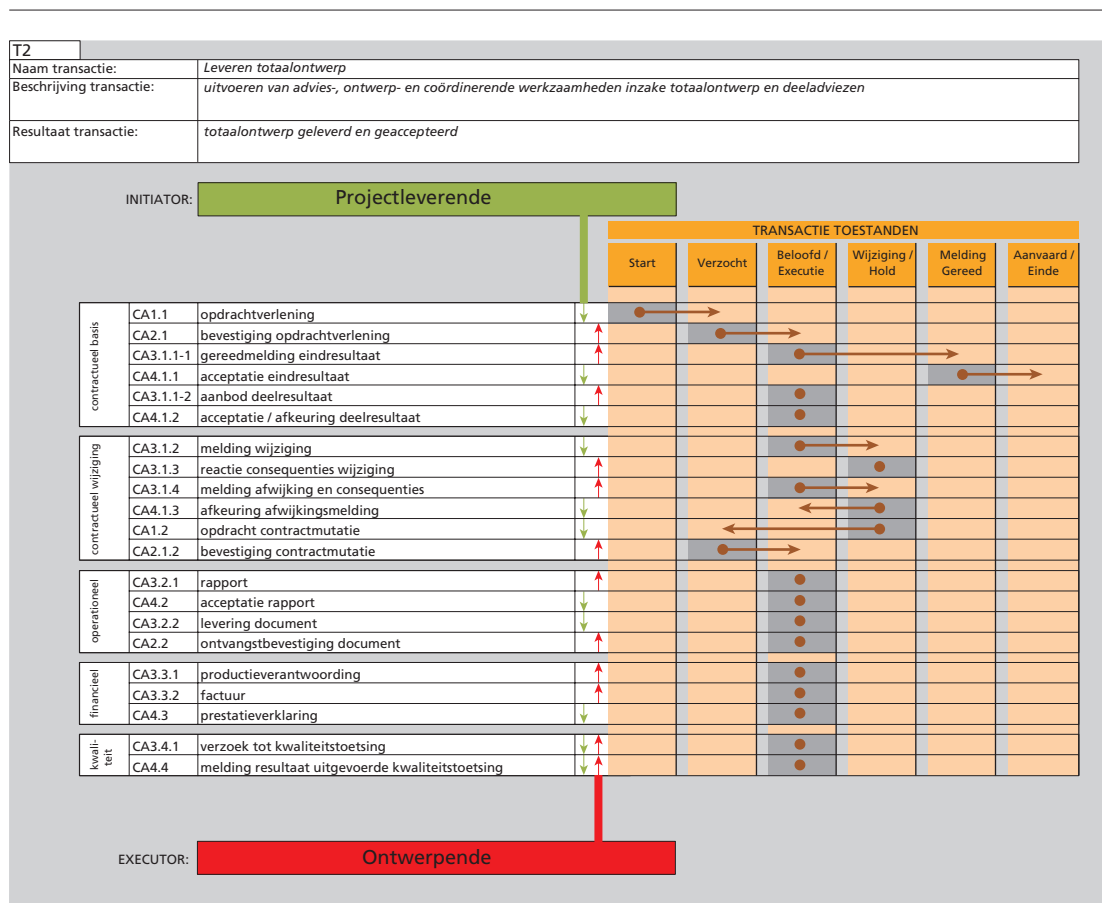 T2
Naam transactie: Leveren totaalontwerp
Beschrijving transactie: uitvoeren van advies-, ontwerp- en coördinerende werkzaamheden inzake totaalontwerp en deeladviezen
Resultaat transactie: totaalontwerp geleverd en geaccepteerd
INITIATOR: Projectleverende
TRANSACTIE TOESTANDEN
Start
Verzocht
Beloofd /
Executie
Wijziging /
Hold
Melding
Gereed
Aanvaard /
Einde
contractueel basis
CA1.1 opdrachtverlening
CA2.1 bevestiging opdrachtverlening
CA3.1.1-1 gereedmelding eindresultaat
CA4.1.1 acceptatie eindresultaat
CA3.1.1-2 aanbod deelresultaat
CA4.1.2 acceptatie / afkeuring deelresultaat
contractueel wijziging
CA3.1.2 melding wijziging
CA3.1.3 reactie consequenties wijziging
CA3.1.4 melding afwijking en consequenties
CA4.1.3 afkeuring afwijkingsmelding
CA1.2 opdracht contractmutatie
CA2.1.2 bevestiging contractmutatie
operationeel
CA3.2.1 rapport
CA4.2 acceptatie rapport
CA3.2.2 levering document
CA2.2 ontvangstbevestiging document
financieel
CA3.3.1 productieverantwoording
CA3.3.2 factuur
CA4.3 prestatieverklaring
kwali-
teit
CA3.4.1 verzoek tot kwaliteitstoetsing
CA4.4 melding resultaat uitgevoerde kwaliteitstoetsing
EXECUTOR: Ontwerpende